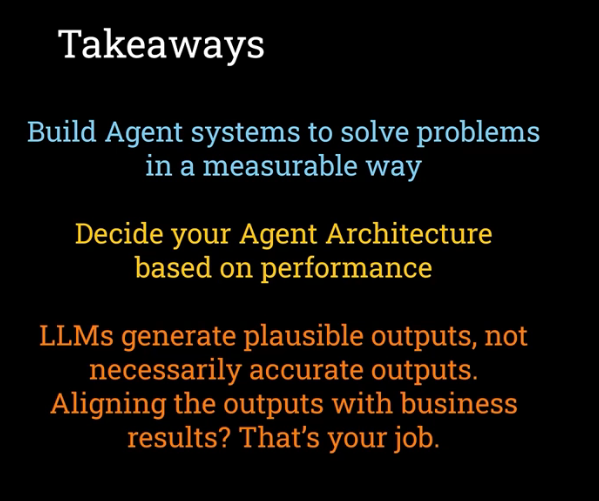 Takeaways
Build Agent systems to solve problems
in a measurable way
Decide your Agent Architecture
based on performance
LLMs generate plausible outputs, not
necessarily accurate outputs.
Aligning the outputs with business
results? That’s your job.